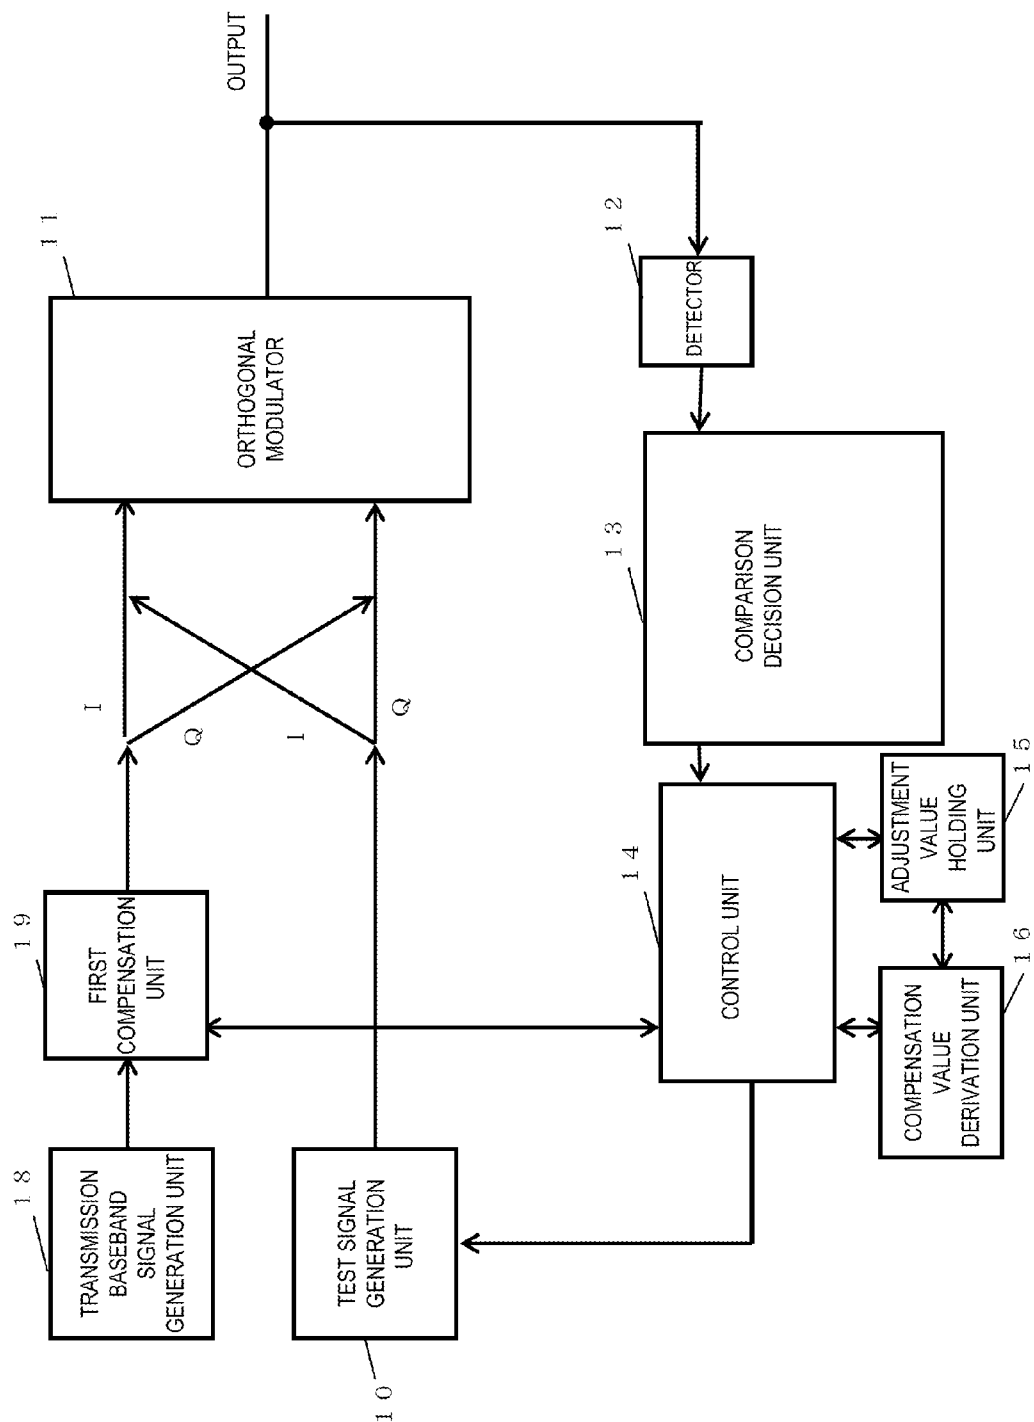 18
TRANSMISSION
BASEBAND
SIGNAL
GENERATION UNIT
19
FIRST
COMPENSATION
UNIT
I
Q
I
Q
11
ORTHOGONAL
MODULATOR
OUTPUT
10
TEST SIGNAL
GENERATION
UNIT
14
CONTROL UNIT
13
COMPARISON
DECISION UNIT
12
DETECTOR
16
COMPENSATION
VALUE
DERIVATION UNIT
15
ADJUSTMENT
VALUE
HOLDING
UNIT